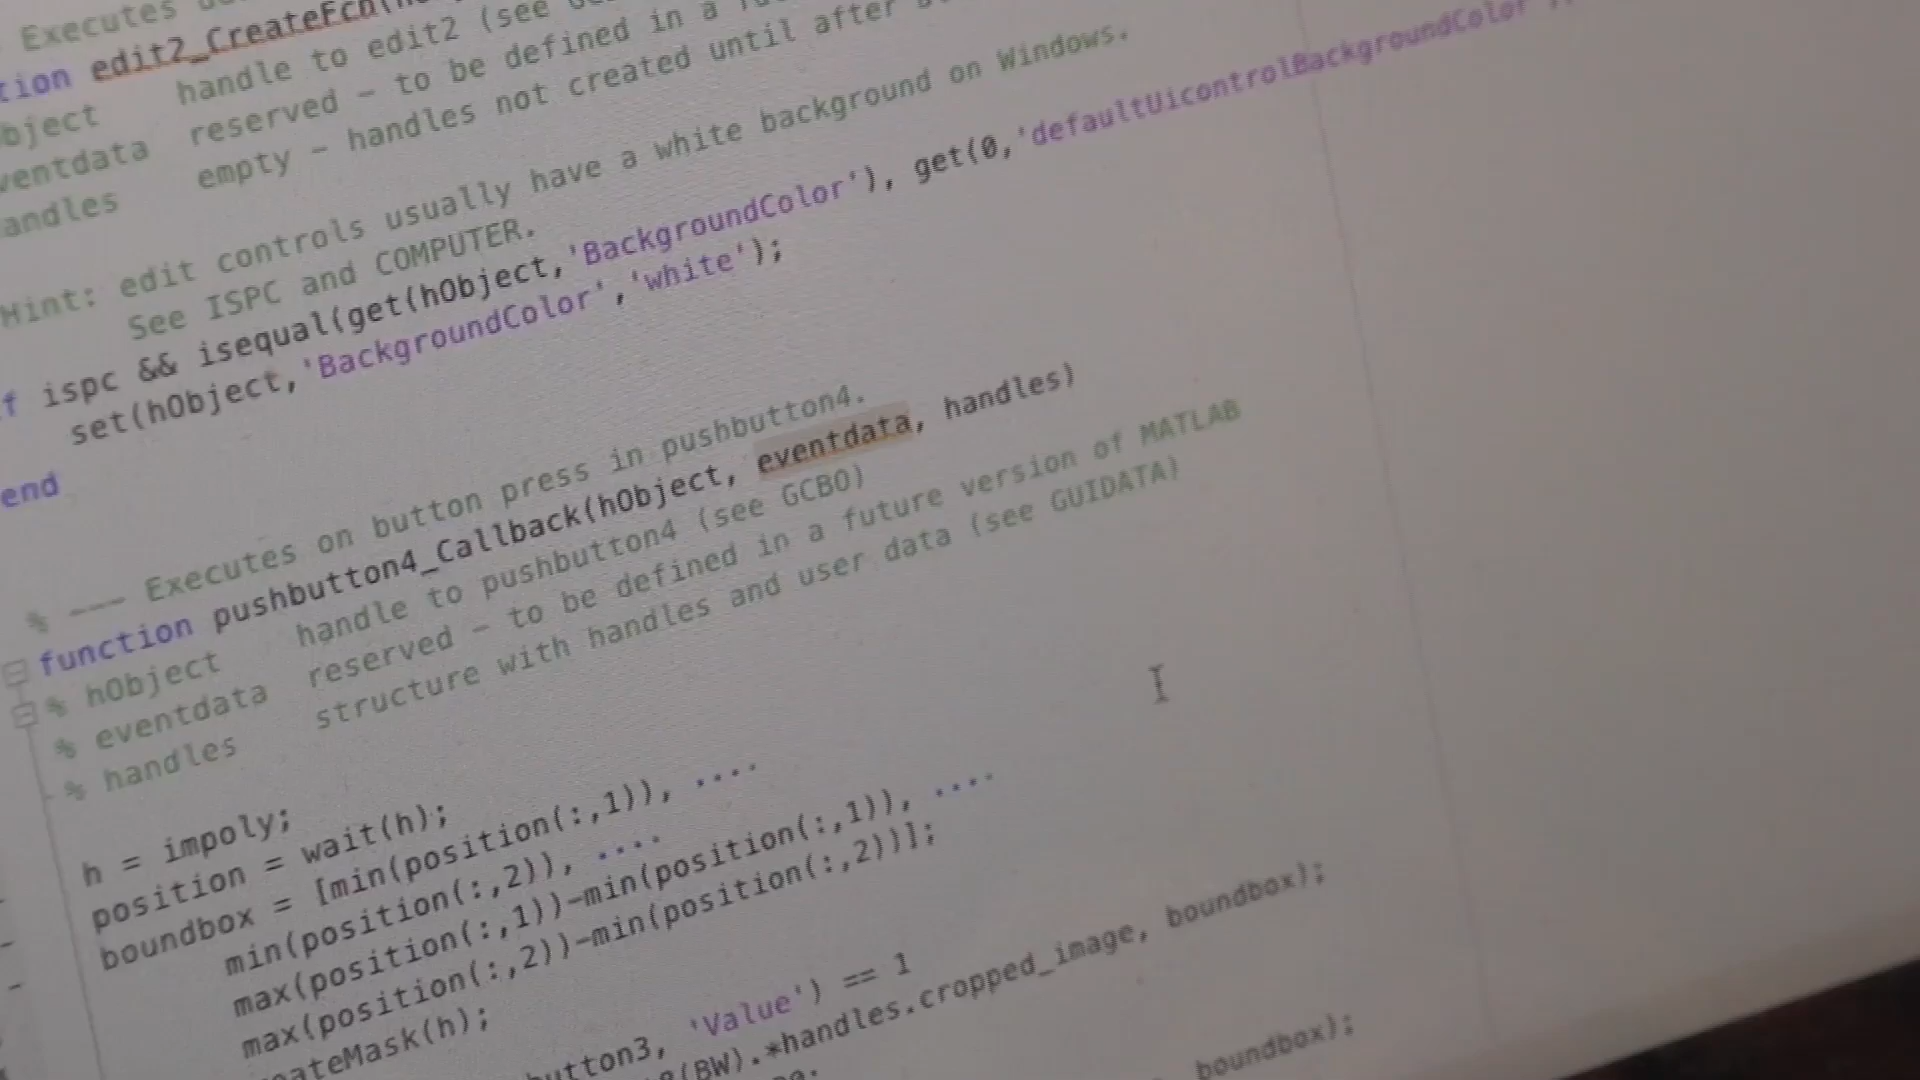 Executes
tion edit2_CreateFcn(
bject    handle to edit2 (see
ventdata  reserved - to be defined in a
andles    empty - handles not created until after
Hint: edit controls usually have a white background on Windows.
See ISPC and COMPUTER.
f ispc && isequal(get(hObject,'BackgroundColor'), get(0,'defaultUicontrolBackgroundColor'
set(hObject,'BackgroundColor','white');
end
% --- Executes on button press in pushbutton4.
function pushbutton4_Callback(hObject, eventdata, handles)
% hObject    handle to pushbutton4 (see GCBO)
% eventdata  reserved - to be defined in a future version of MATLAB
% handles    structure with handles and user data (see GUIDATA)
h = impoly;
position = wait(h);
boundbox = [min(position(:,1)), ....
min(position(:,2)), ....
max(position(:,1))-min(position(:,1)), ....
max(position(:,2))-min(position(:,2))];
eateMask(h);
utton3, 'Value') == 1
(BW).*handles.cropped_image, boundbox);
boundbox);